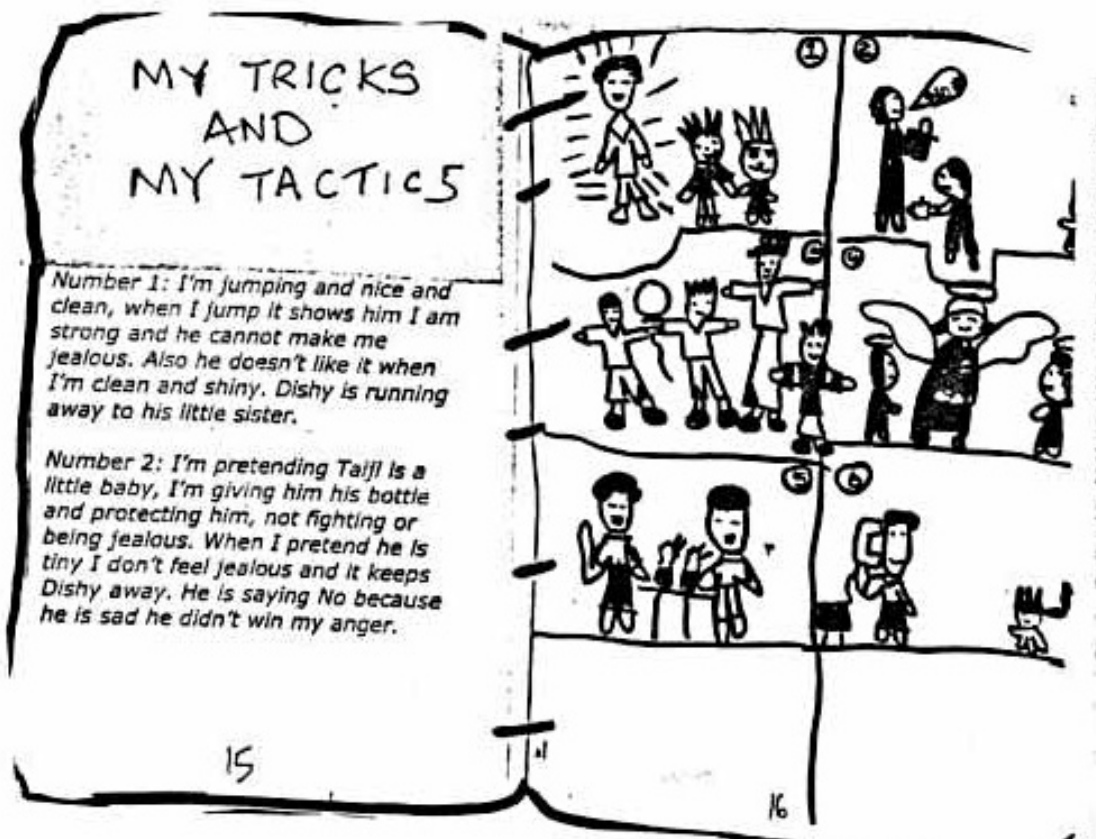 MY TRICKS
AND
MY TACTICS
Number 1: I'm jumping and nice and
clean, when I jump it shows him I am
strong and he cannot make me
jealous. Also he doesn't like it when
I'm clean and shiny. Dishy is running
away to his little sister.
Number 2: I'm pretending Taiji is a
little baby, I'm giving him his bottle
and protecting him, not fighting or
being jealous. When I pretend he is
tiny I don't feel jealous and it keeps
Dishy away. He is saying No because
he is sad he didn't win my anger.
15
1
2
4
5
6
16